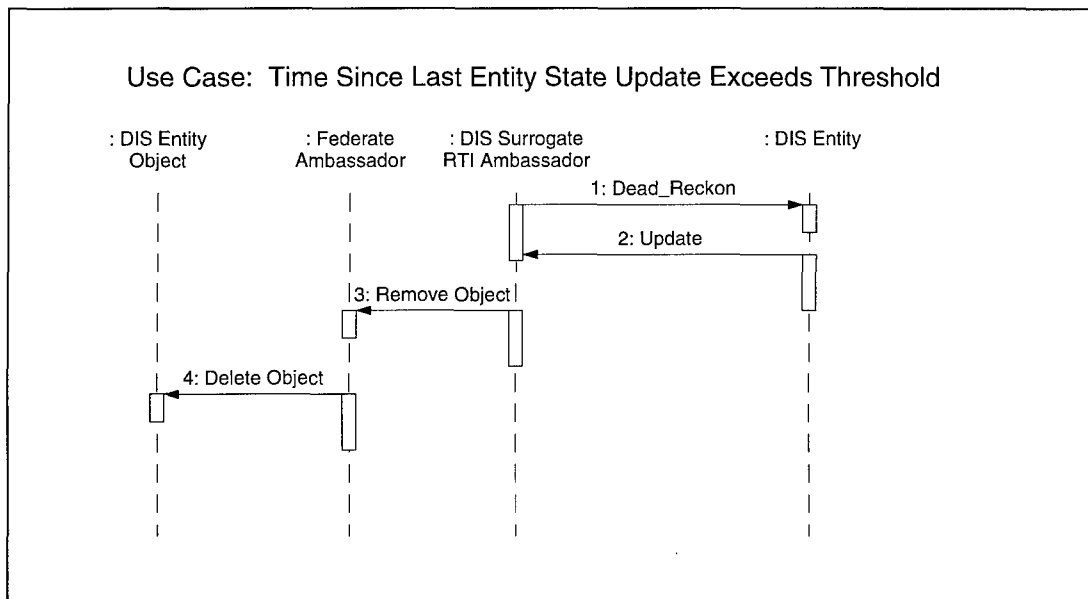 Use Case: Time Since Last Entity State Update Exceeds Threshold
: DIS Entity
Object
: Federate
Ambassador
: DIS Surrogate
RTI Ambassador
: DIS Entity
1: Dead_Reckon
2: Update
3: Remove Object
4: Delete Object